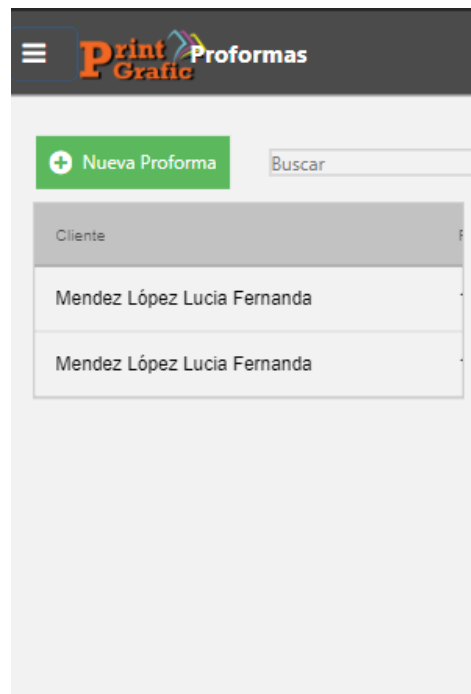 Print
Grafic
Proformas
Nueva Proforma
Buscar
Cliente
Mendez López Lucia Fernanda
Mendez López Lucia Fernanda